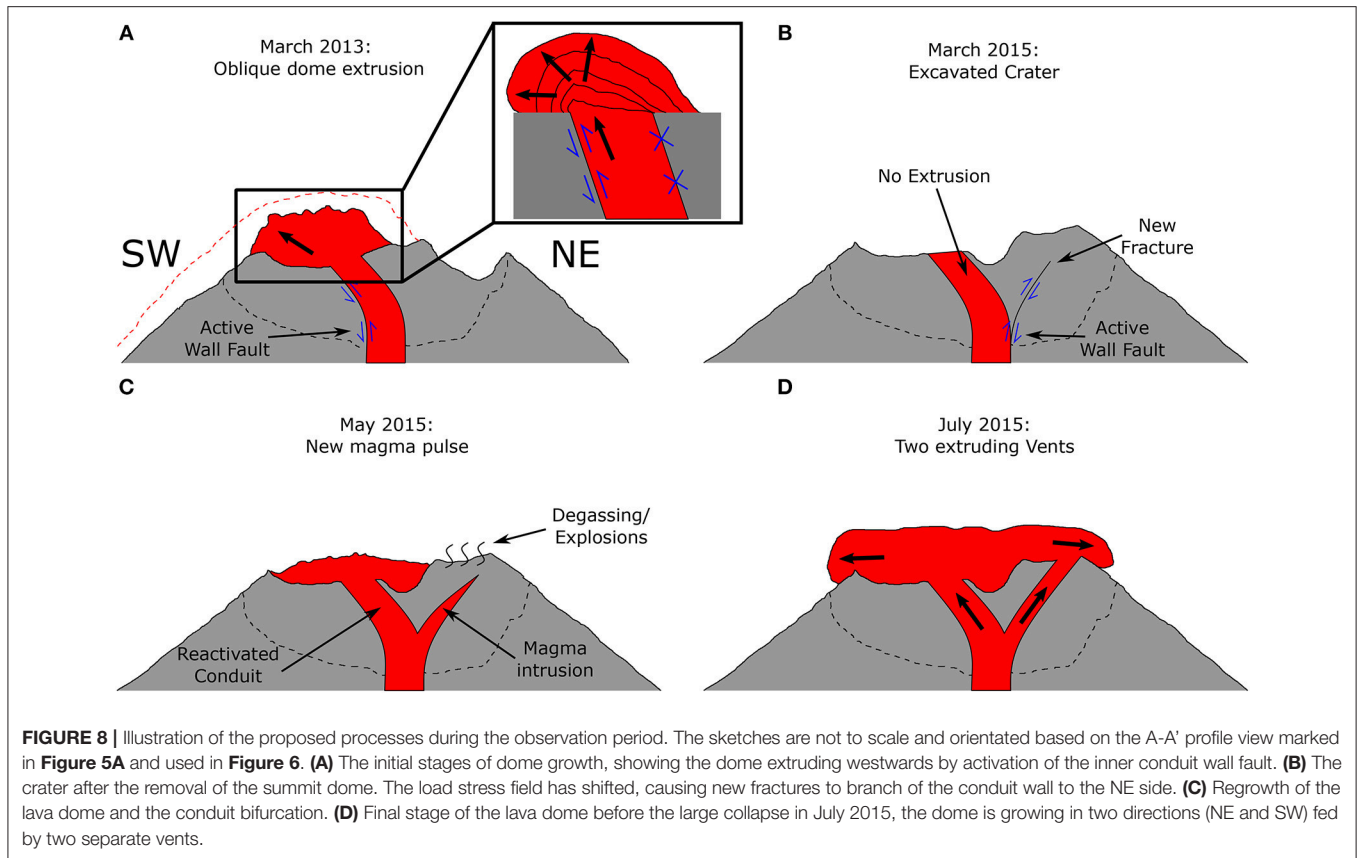 A
March 2013:
Oblique dome extrusion
SW
NE
Active
Wall Fault
B
March 2015:
Excavated Crater
No Extrusion
New
Fracture
Active
Wall Fault
C
May 2015:
New magma pulse
Degassing/
Explosions
Reactivated
Conduit
Magma
intrusion
D
July 2015:
Two extruding Vents
FIGURE 8 | Illustration of the proposed processes during the observation period. The sketches are not to scale and orientated based on the A-A' profile view marked
in Figure 5A and used in Figure 6. (A) The initial stages of dome growth, showing the dome extruding westwards by activation of the inner conduit wall fault. (B) The
crater after the removal of the summit dome. The load stress field has shifted, causing new fractures to branch of the conduit wall to the NE side. (C) Regrowth of the
lava dome and the conduit bifurcation. (D) Final stage of the lava dome before the large collapse in July 2015, the dome is growing in two directions (NE and SW) fed
by two separate vents.